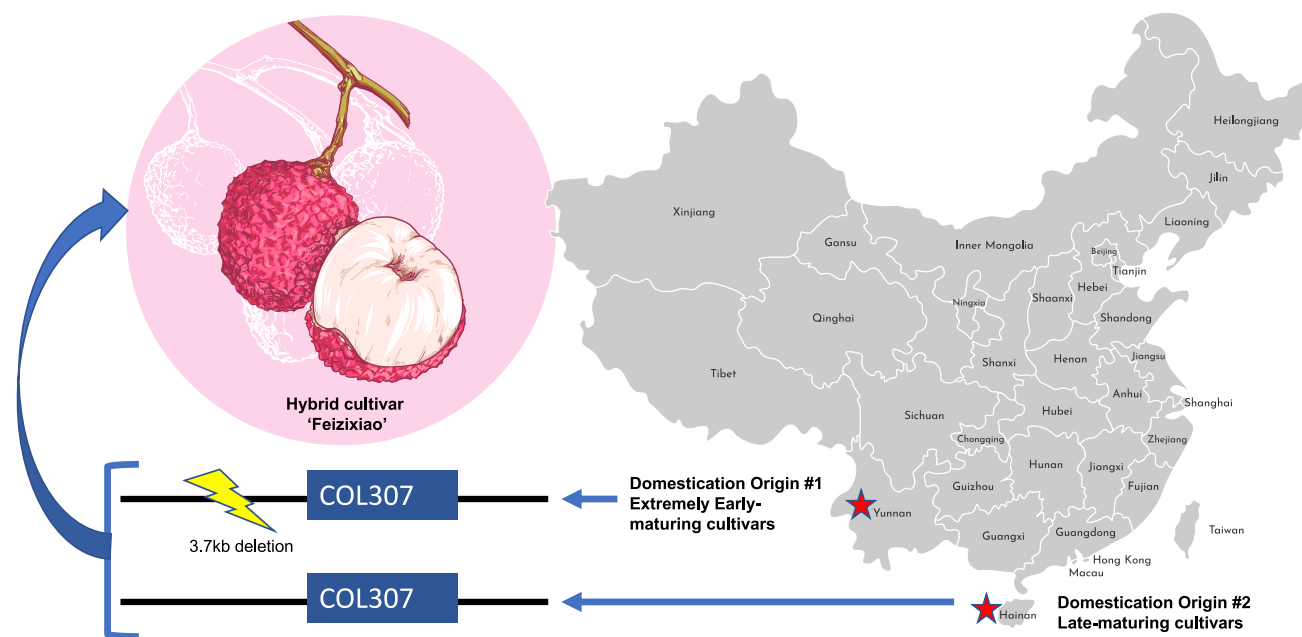 Hybrid cultivar
‘Feizixiao’
COL307
3.7kb deletion
COL307
Domestication Origin #1
Extremely Early-
maturing cultivars
Domestication Origin #2
Late-maturing cultivars
Heilongjiang
Jilin
Liaoning
Xinjiang
Gansu
Inner Mongolia
Beijing
Tianjin
Hebei
Shaanxi
Ningxia
Qinghai
Shandong
Shanxi
Henan
Jiangsu
Tibet
Anhui
Shanghai
Sichuan
Hubei
Chongqing
Zhejiang
Hunan
Jiangxi
Guizhou
Fujian
Yunnan
Guangxi
Guangdong
Taiwan
Hong Kong
Macau
Hainan